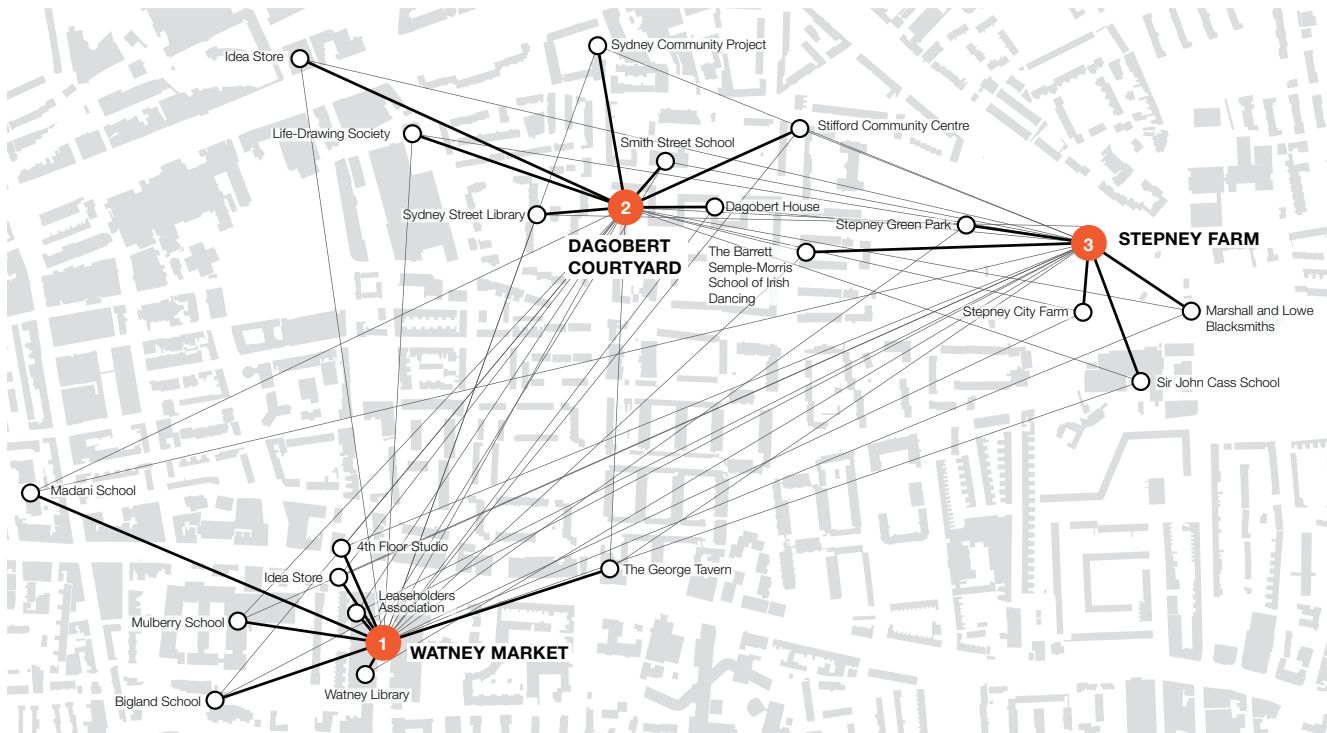 Sydney Community Project
Idea Store
Stifford Community Centre
Life-Drawing Society
Smith Street School
Sydney Street Library
2
Dagobert House
Stepney Green Park
DAGOBERT
COURTYARD
3
STEPNEY FARM
The Barrett
Semple-Morris
School of Irish
Dancing
Stepney City Farm
Marshall and Lowe
Blacksmiths
Sir John Cass School
Madani School
4th Floor Studio
Idea Store
The George Tavern
Leaseholders
Association
Mulberry School
1
WATNEY MARKET
Watney Library
Bigland School